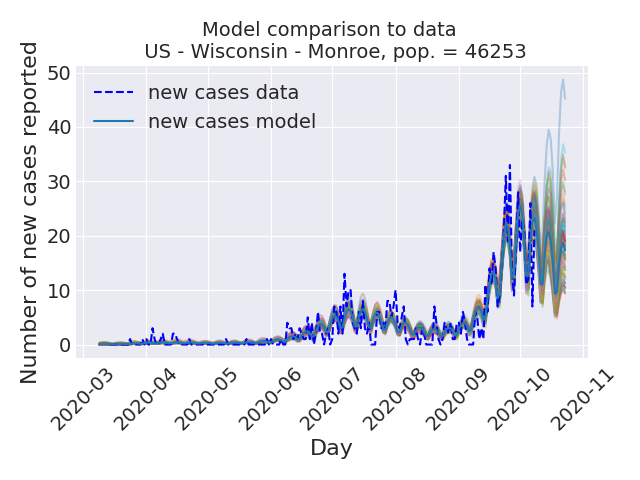 Model comparison to data
US - Wisconsin - Monroe, pop. = 46253
Number of new cases reported
50
40
30
20
10
0
new cases data
new cases model
2020-03
2020-04
2020-05
2020-06
2020-07
2020-08
2020-09
2020-10
2020-11
Day